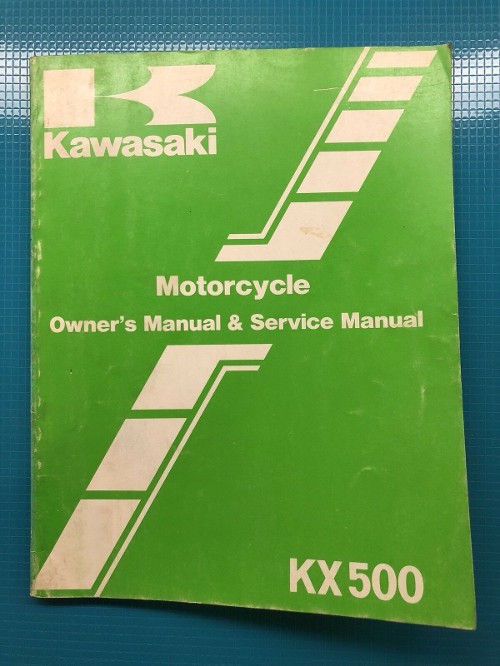 Kawasaki
Motorcycle
Owner's Manual & Service Manual
KX500